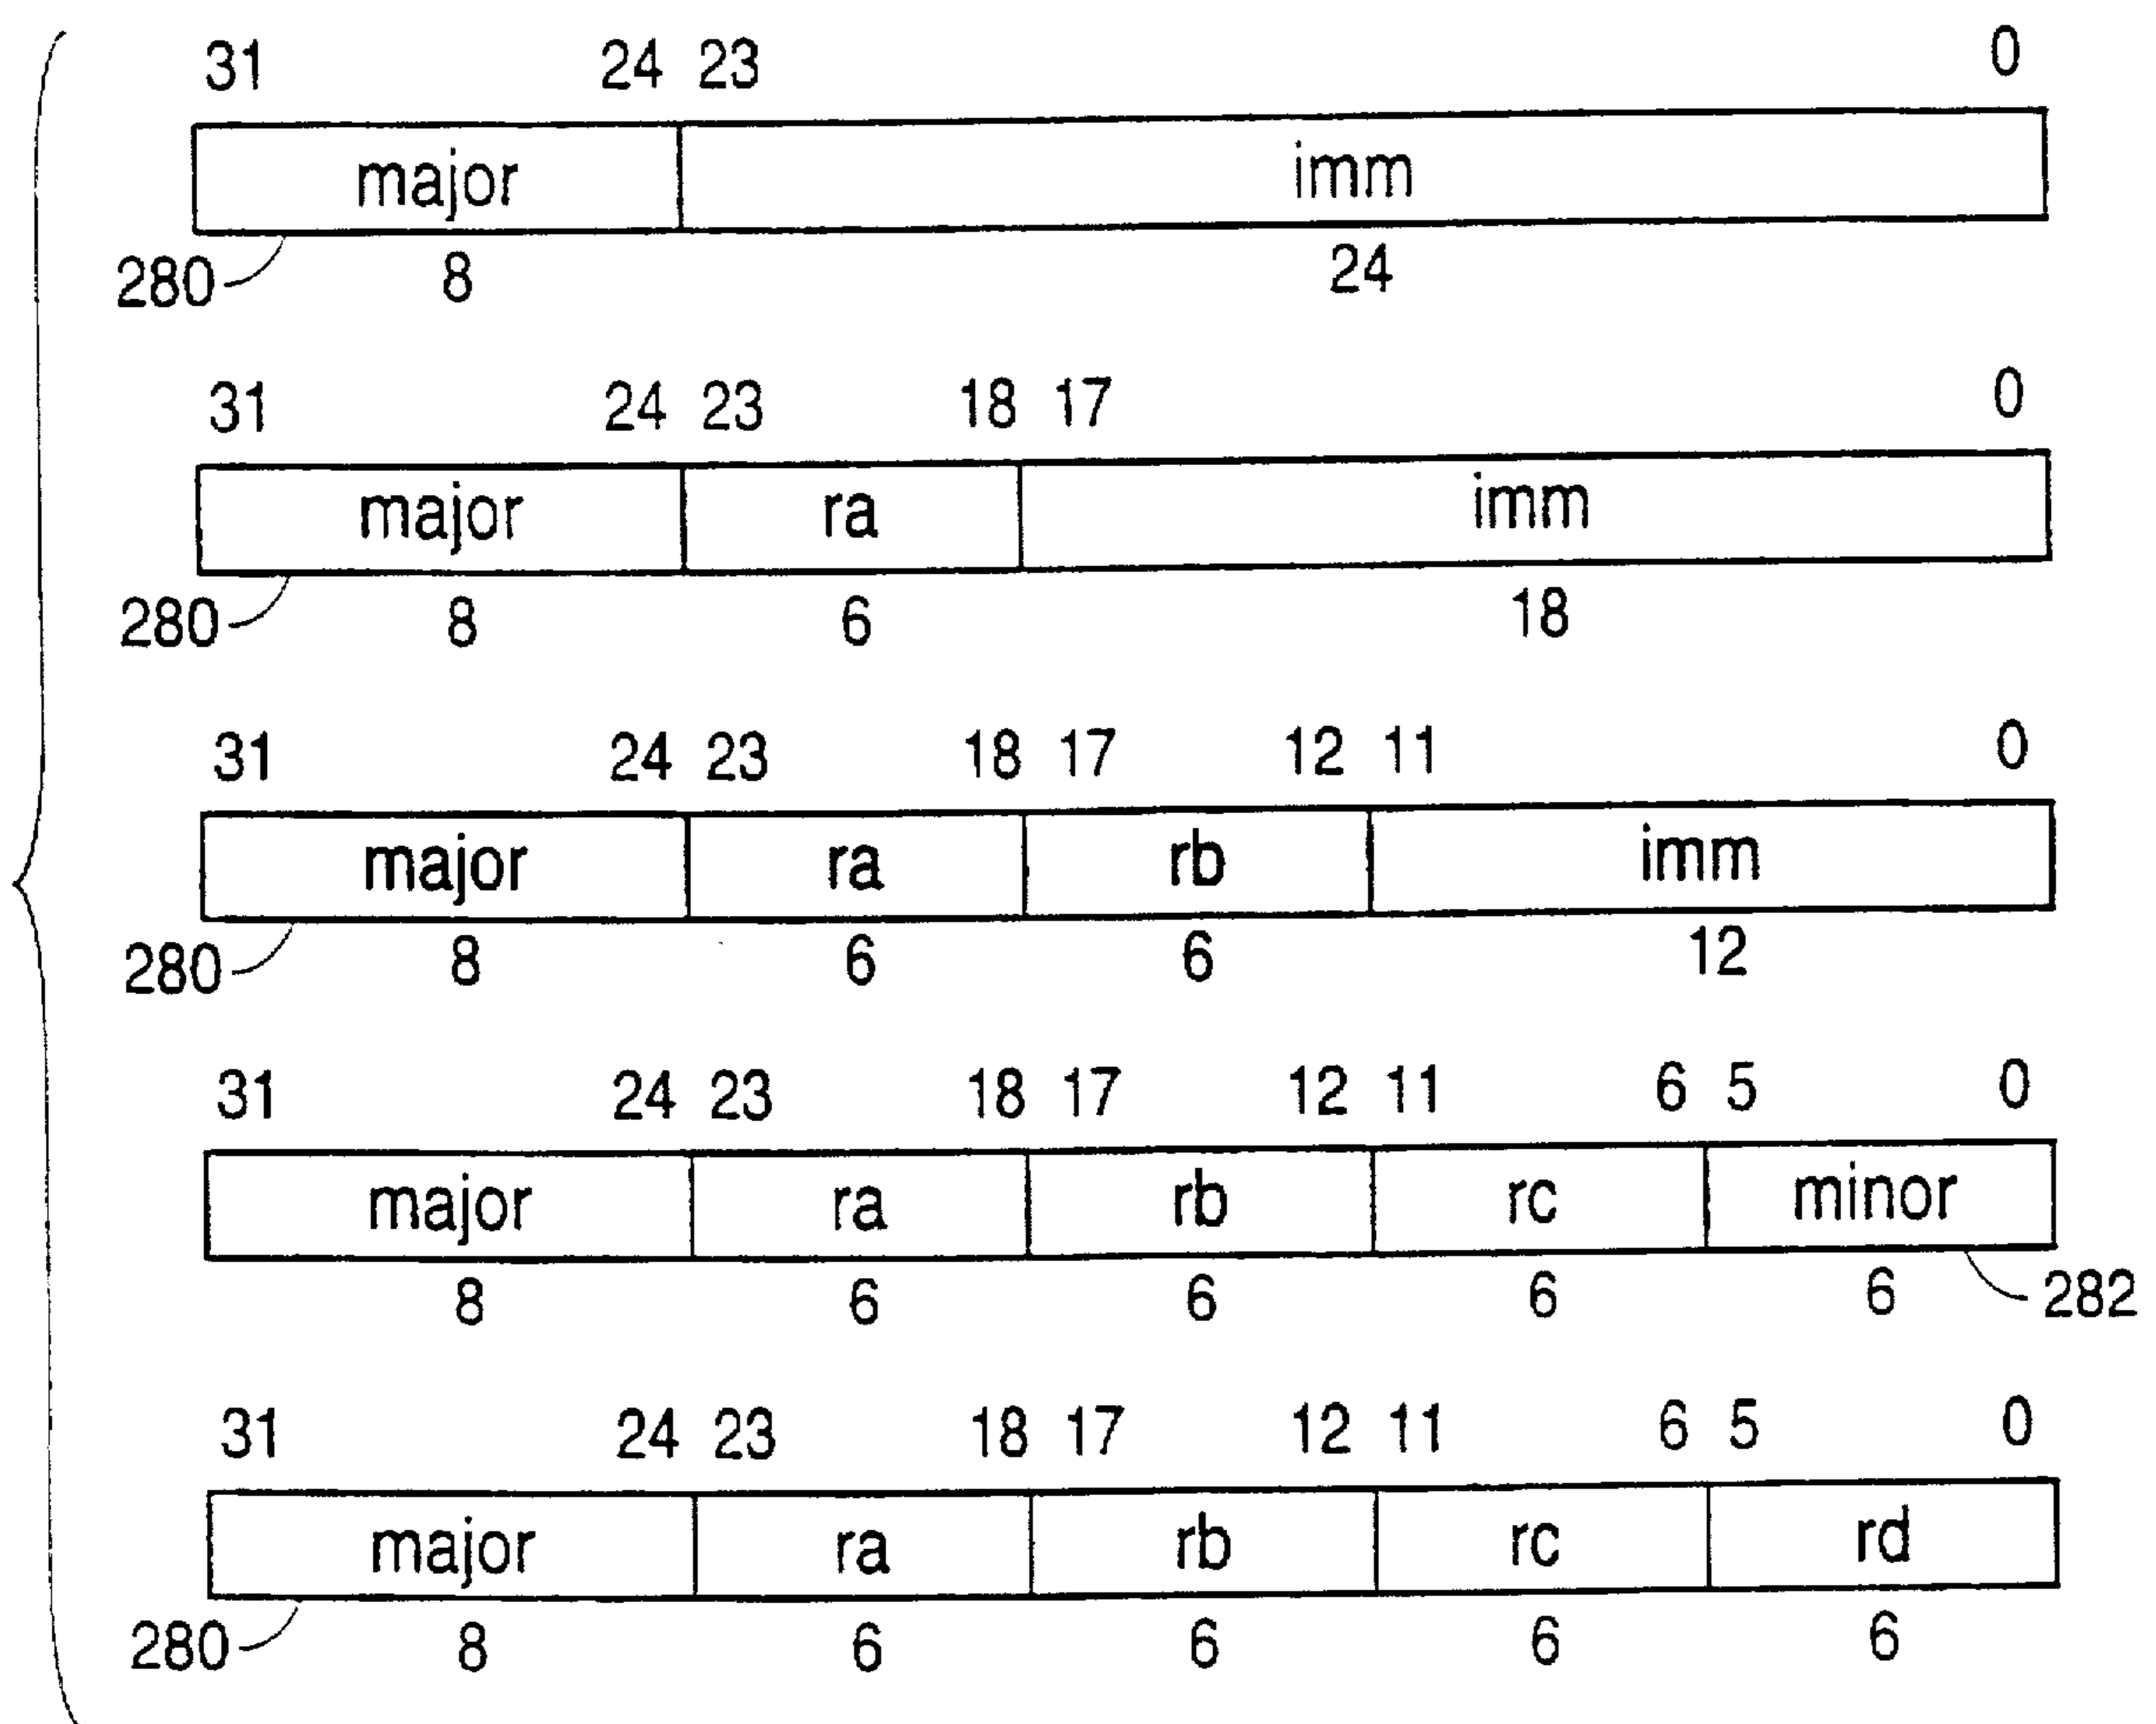 31 24 23 0
major imm
280 8 24
31 24 23 18 17 0
major ra imm
280 8 6 18
31 24 23 18 17 12 11 0
major ra rb imm
280 8 6 6 12
31 24 23 18 17 12 11 6 5 0
major ra rb rc minor
8 6 6 6 6 282
31 24 23 18 17 12 11 6 5 0
major ra rb rc rd
280 8 6 6 6 6